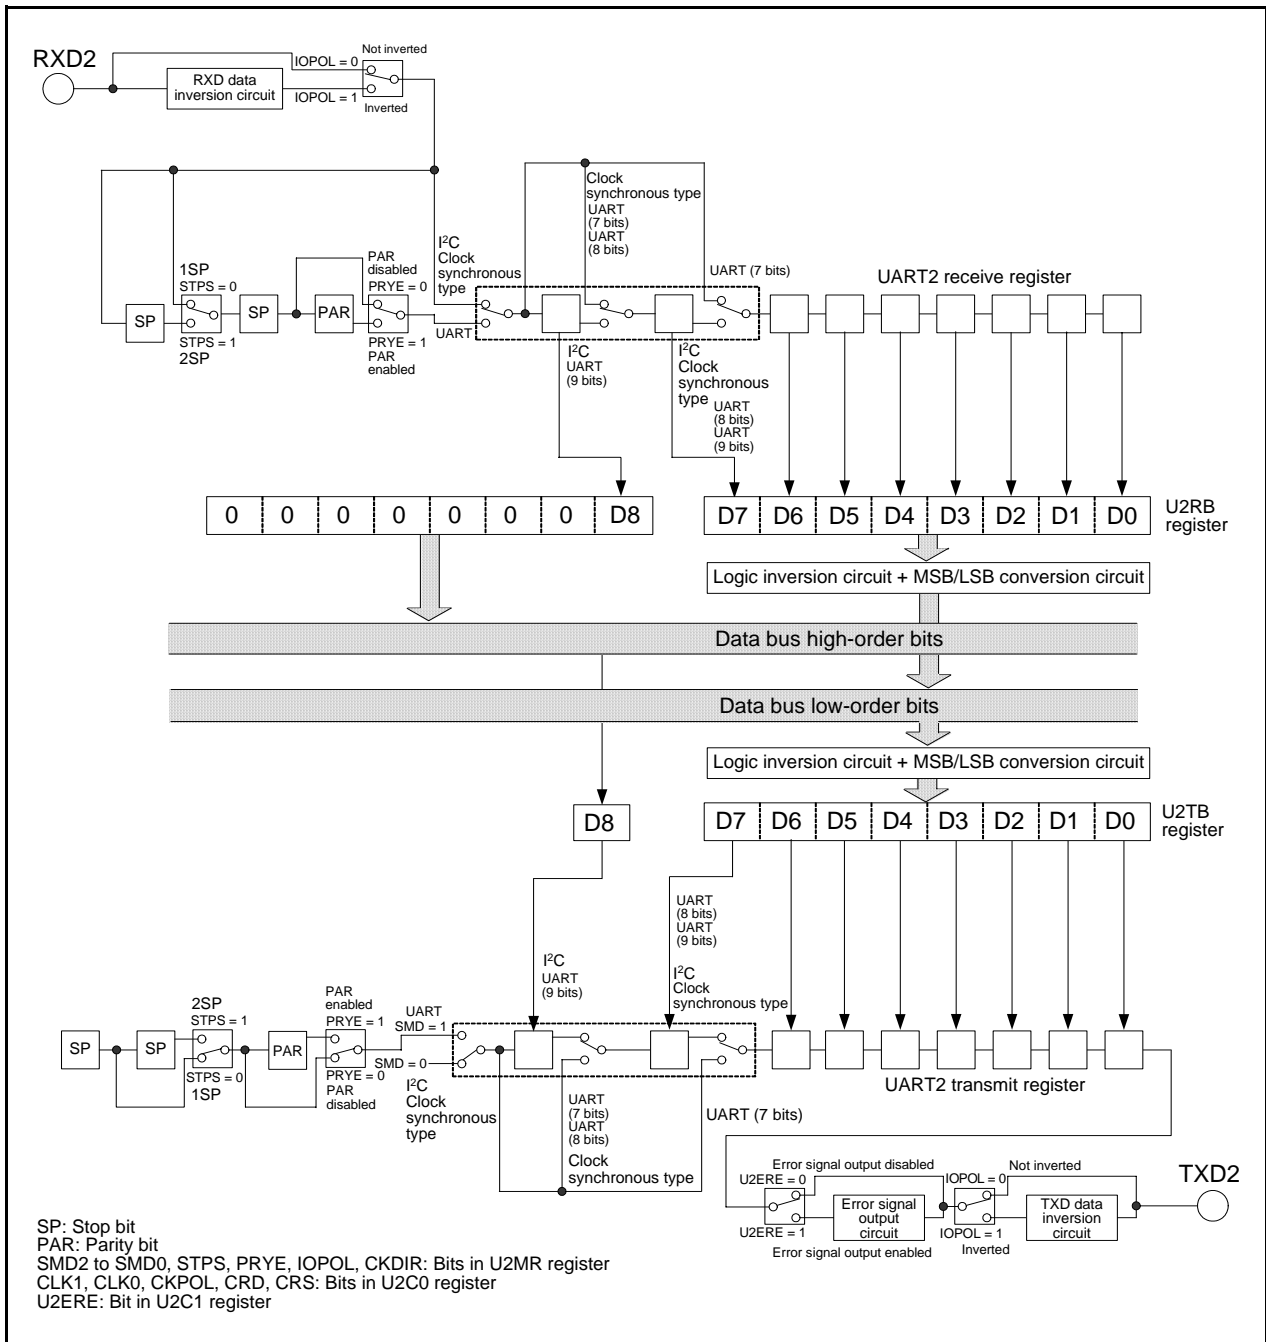 RXD2
Not inverted
IOPOL = 0
RXD data
inversion circuit
IOPOL = 1
Inverted
Clock
synchronous type
UART
(7 bits)
UART
(8 bits)
I²C
Clock
synchronous
type
PAR
disabled
PRYE = 0
1SP
STPS = 0
UART (7 bits)
UART2 receive register
SP
SP
PAR
UART
STPS = 1
2SP
PRYE = 1
PAR
enabled
I²C
UART
(9 bits)
I²C
Clock
synchronous
type
UART
(8 bits)
UART
(9 bits)
0 0 0 0 0 0 0 D8
D7 D6 D5 D4 D3 D2 D1 D0
U2RB
register
Logic inversion circuit + MSB/LSB conversion circuit
Data bus high-order bits
Data bus low-order bits
Logic inversion circuit + MSB/LSB conversion circuit
D8
D7 D6 D5 D4 D3 D2 D1 D0
U2TB
register
UART
(8 bits)
UART
(9 bits)
I²C
UART
(9 bits)
I²C
Clock
synchronous type
2SP
STPS = 1
PAR
enabled
PRYE = 1
UART
SMD = 1
SP
SP
PAR
SMD = 0
STPS = 0
1SP
PRYE = 0
PAR
disabled
I²C
Clock
synchronous
type
UART
(7 bits)
UART
(8 bits)
Clock
synchronous type
UART (7 bits)
UART2 transmit register
Error signal output disabled
U2ERE = 0
Not inverted
IOPOL = 0
TXD2
Error signal
output
circuit
TXD data
inversion
circuit
U2ERE = 1
Error signal output enabled
IOPOL = 1
Inverted
SP: Stop bit
PAR: Parity bit
SMD2 to SMD0, STPS, PRYE, IOPOL, CKDIR: Bits in U2MR register
CLK1, CLK0, CKPOL, CRD, CRS: Bits in U2C0 register
U2ERE: Bit in U2C1 register